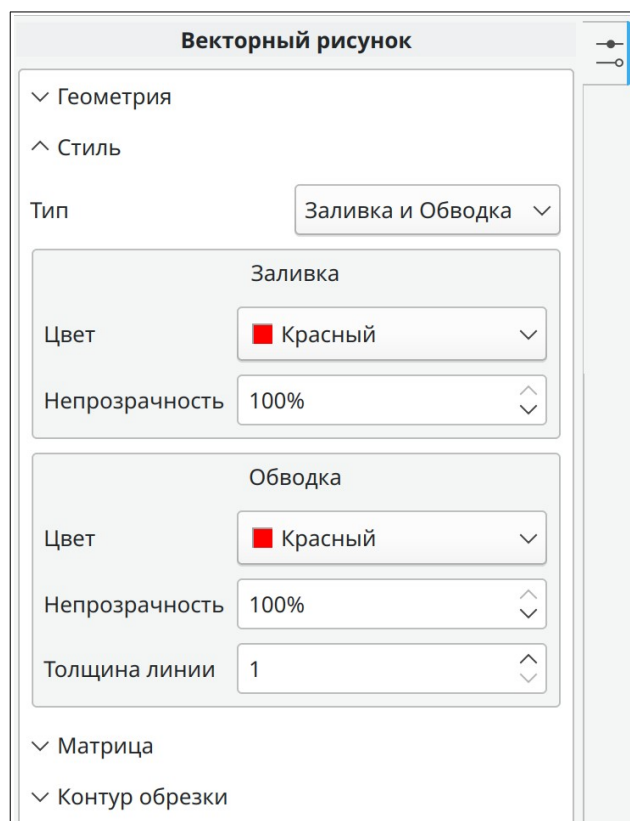 Векторный рисунок
Геометрия
Стиль
Тип Заливка и Обводка
Заливка
Цвет Красный
Непрозрачность 100%
Обводка
Цвет Красный
Непрозрачность 100%
Толщина линии 1
Матрица
Контур обрезки